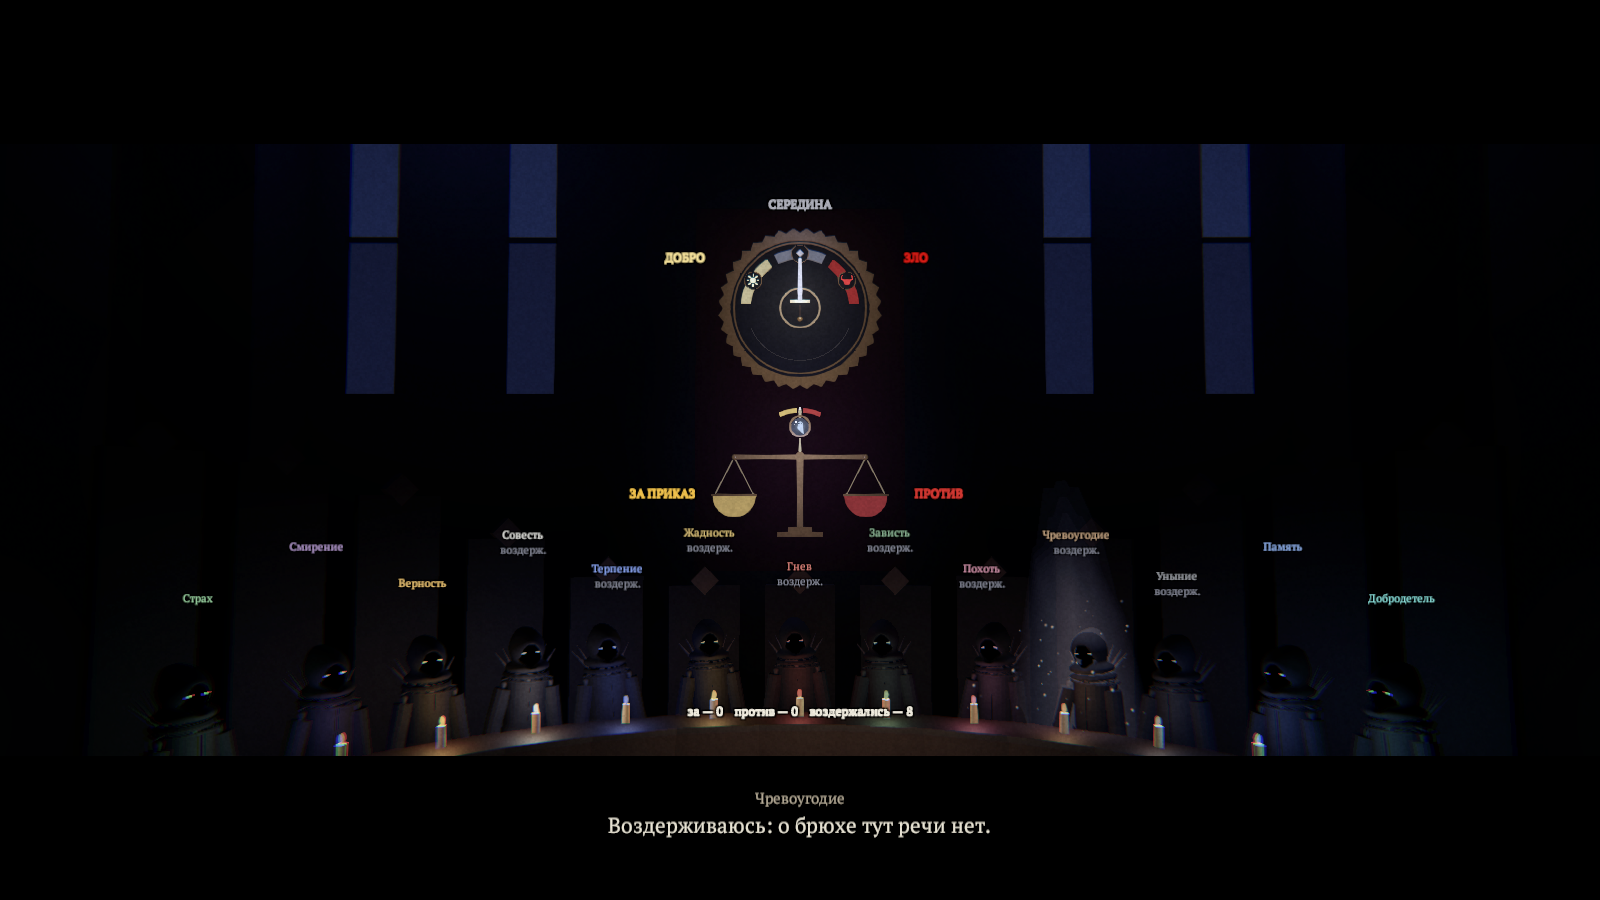 СЕРЕДИНА
ДОБРО
ЗЛО
ЗА ПРИКАЗ
ПРОТИВ
Жадность
воздерж.
Зависть
воздерж.
Совесть
воздерж.
Чревоугодие
воздерж.
Смирение
Память
Терпение
воздерж.
Гнев
воздерж.
Похоть
воздерж.
Верность
Уныние
воздерж.
Страх
Добродетель
за — 0 против — 0 воздержались — 8
Чревоугодие
Воздерживаюсь: о брюхе тут речи нет.